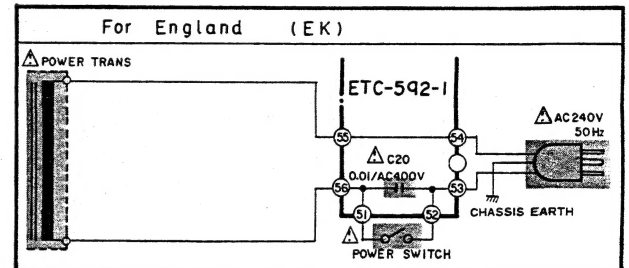 For England (EK)
POWER TRANS
ETC-592-1
AC240V
50Hz
55
54
C20
0.01/AC400V
56
53
51
52
CHASSIS EARTH
POWER SWITCH